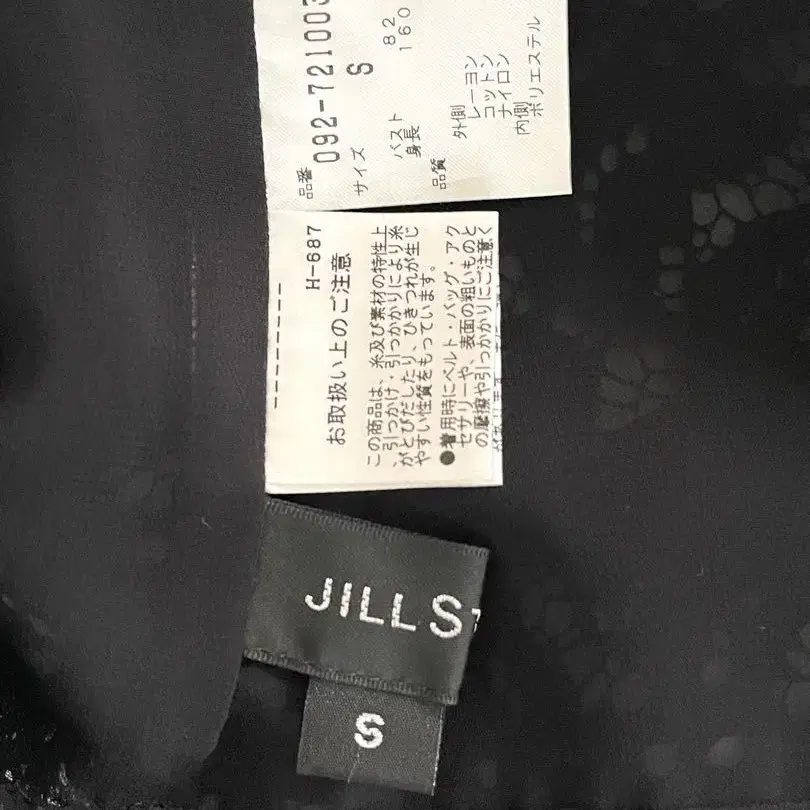 品番
092-721003
サイズ S
バスト 82
身長 160
品質
外側
レーヨン
コットン
ナイロン
内側
ポリエステル
H-687
お取扱い上のご注意
この商品は、糸及び素材の特性上
、引っつかけ・引っつかかりにより糸
がとびだしたり、ひきつれが生じ
やすい性質をもっています。
●着用時にベルト・バッグ・アク
セサリーや、表面の粗いものと
の摩擦や引っつかかりにご注意く
JILLS
S